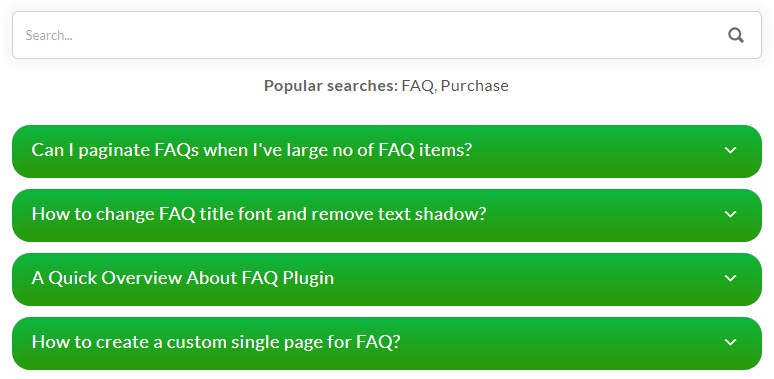 Search...
Popular searches: FAQ, Purchase
Can I paginate FAQs when I've large no of FAQ items?
How to change FAQ title font and remove text shadow?
A Quick Overview About FAQ Plugin
How to create a custom single page for FAQ?